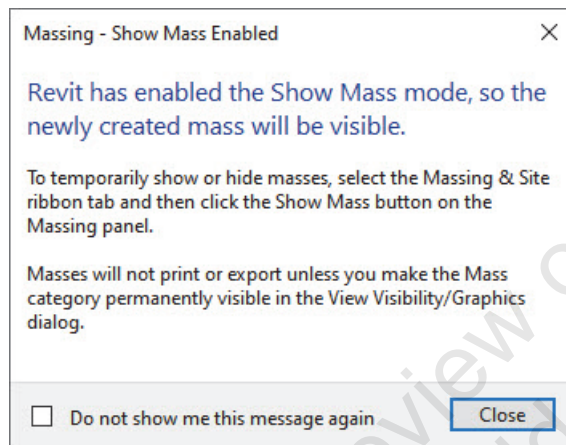 Massing - Show Mass Enabled
Revit has enabled the Show Mass mode, so the
newly created mass will be visible.
To temporarily show or hide masses, select the Massing & Site
ribbon tab and then click the Show Mass button on the
Massing panel.
Masses will not print or export unless you make the Mass
category permanently visible in the View Visibility/Graphics
dialog.
Do not show me this message again
Close